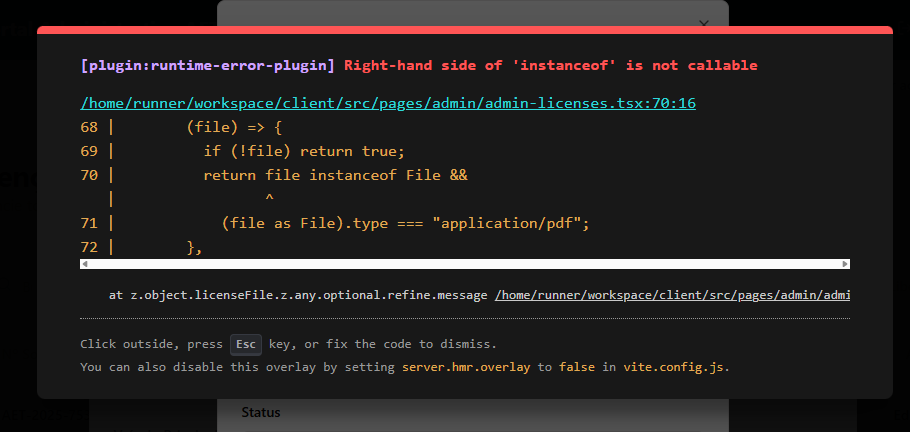 [plugin:runtime-error-plugin] Right-hand side of 'instanceof' is not callable
/home/runner/workspace/client/src/pages/admin/admin-licenses.tsx:70:16
68 |        (file) => {
69 |          if (!file) return true;
70 |          return file instanceof File &&
   |                 ^
71 |            (file as File).type === "application/pdf";
72 |        },
at z.object.licenseFile.z.any.optional.refine.message /home/runner/workspace/client/src/pages/admin/admi
Click outside, press Esc key, or fix the code to dismiss.
You can also disable this overlay by setting server.hmr.overlay to false in vite.config.js.
Status